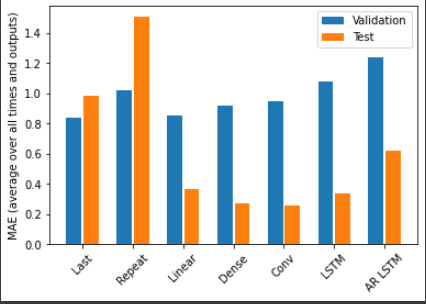 MAE (average over all times and outputs)
1.4
1.2
1.0
0.8
0.6
0.4
0.2
0.0
Validation
Test
Last
Repeat
Linear
Dense
Conv
LSTM
AR LSTM